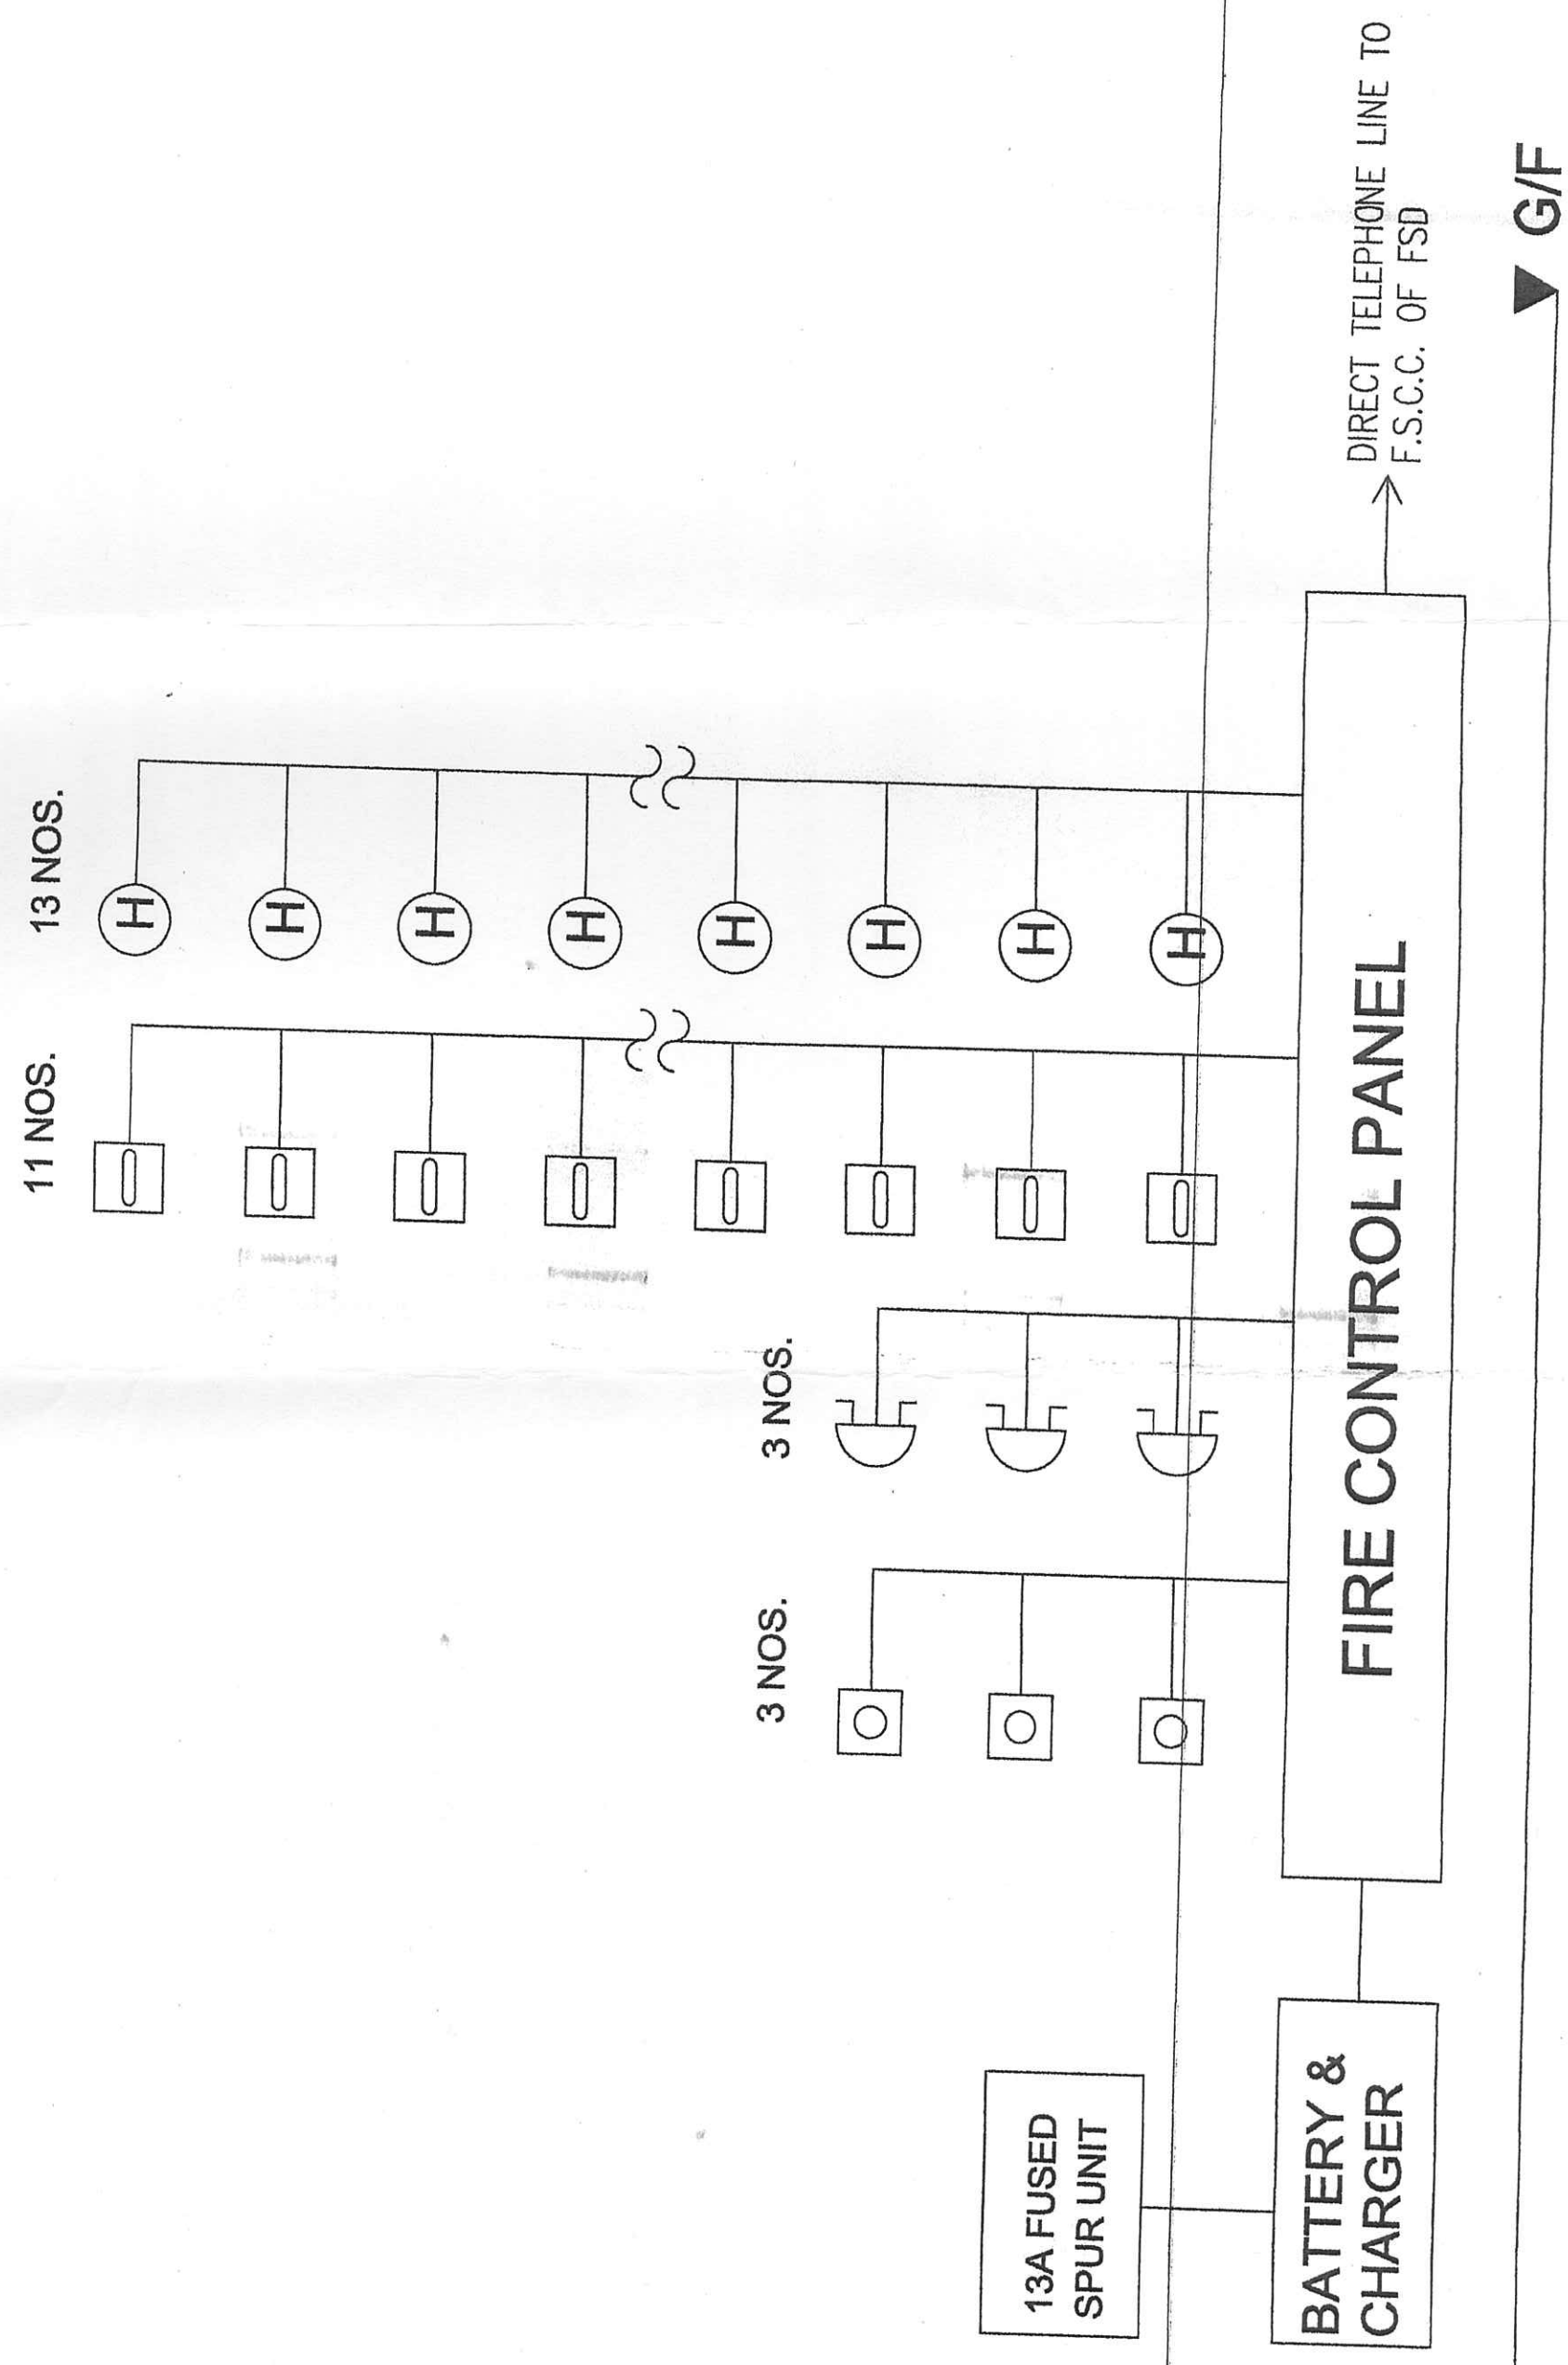 13 NOS.
11 NOS.
3 NOS.
3 NOS.
H
H
H
H
H
H
H
H
DIRECT TELEPHONE LINE TO
F.S.C.C. OF FSD
FIRE CONTROL PANEL
13A FUSED
SPUR UNIT
BATTERY &
CHARGER
G/F